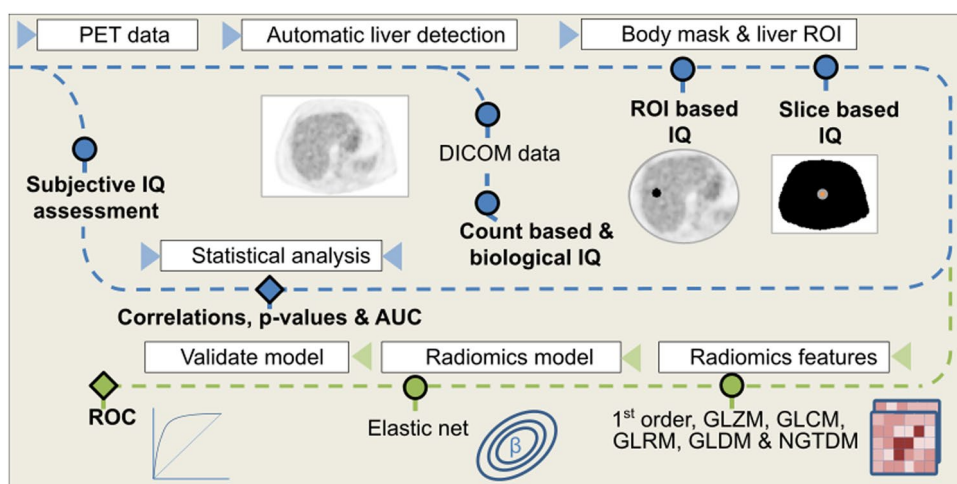 PET data
Automatic liver detection
Body mask & liver ROI
ROI based
IQ
Slice based
IQ
DICOM data
Subjective IQ
assessment
Count based &
biological IQ
Statistical analysis
Correlations, p-values & AUC
Validate model
Radiomics model
Radiomics features
ROC
Elastic net
β
1st order, GLZM, GLCM,
GLRM, GLDM & NGTDM